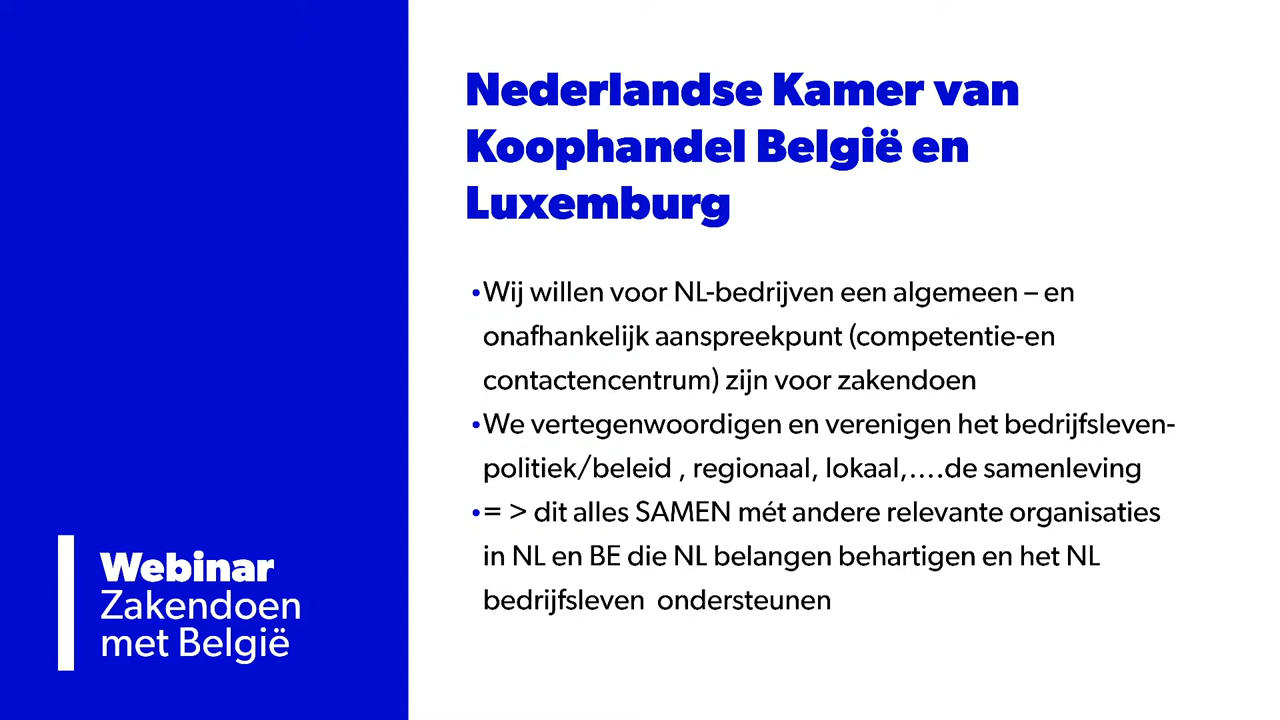 Nederlandse Kamer van
Koophandel België en
Luxemburg
•Wij willen voor NL-bedrijven een algemeen – en
onafhankelijk aanspreekpunt (competentie-en
contactencentrum) zijn voor zakendoen
•We vertegenwoordigen en verenigen het bedrijfsleven-
politiek/beleid , regionaal, lokaal,....de samenleving
•= > dit alles SAMEN mét andere relevante organisaties
in NL en BE die NL belangen behartigen en het NL
bedrijfsleven  ondersteunen
Webinar
Zakendoen
met België